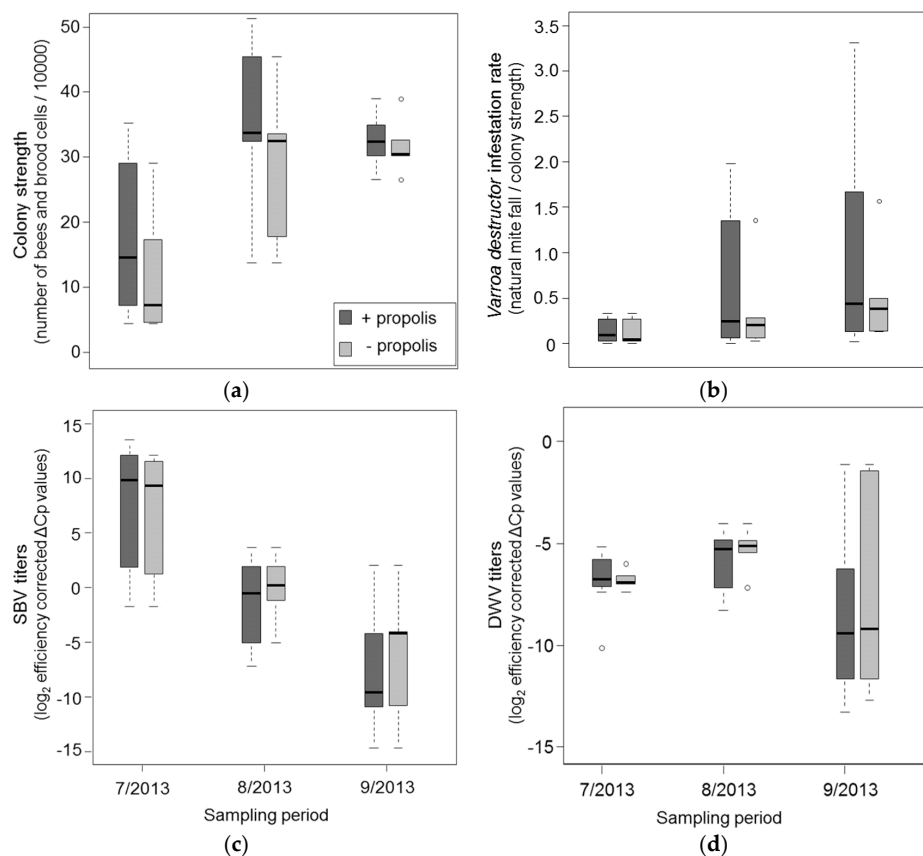 Colony strength
(number of bees and brood cells / 10000)
50
40
30
20
10
0
+ propolis
- propolis
(a)
Varroa destructor infestation rate
(natural mite fall / colony strength)
3.5
3.0
2.5
2.0
1.5
1.0
0.5
0
(b)
SBV titers
(log₂ efficiency corrected ΔCp values)
15
10
5
0
-5
-10
-15
7/2013
8/2013
9/2013
Sampling period
(c)
DWV titers
(log₂ efficiency corrected ΔCp values)
-0
-5
-10
-15
7/2013
8/2013
9/2013
Sampling period
(d)